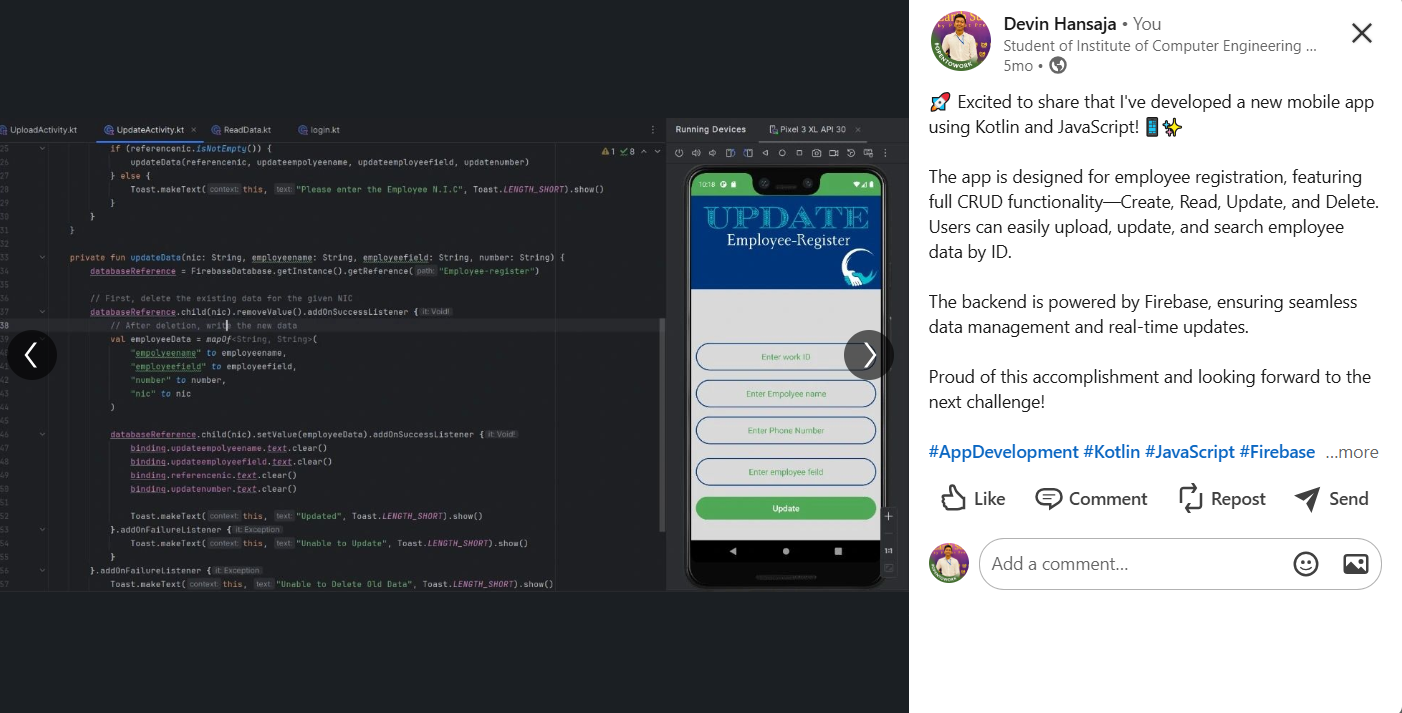 UploadActivity.kt
UpdateActivity.kt ×
ReadData.kt
login.kt
Running Devices
Pixel 3 XL API 30 ×
25 if (referencenic.isNotEmpty()) {
26 updateData(referencenic, updateempolyeename, updateemployeefield, updatenumber)
27 } else {
28 Toast.makeText( context: this, text: "Please enter the Employee N.I.C", Toast.LENGTH_SHORT).show()
29 }
30 }
31 }
32
33 private fun updateData(nic: String, employeename: String, employeefield: String, number: String) {
34 databaseReference = FirebaseDatabase.getInstance().getReference( path: "Employee-register")
35
36 // First, delete the existing data for the given NIC
37 databaseReference.child(nic).removeValue().addOnSuccessListener { it: Void!
38 // After deletion, write the new data
39 val employeeData = mapOf<String, String>(
40 "empolyeename" to employeename,
41 "employeefield" to employeefield,
42 "number" to number,
43 "nic" to nic
44 )
45
46 databaseReference.child(nic).setValue(employeeData).addOnSuccessListener { it: Void!
47 binding.updateempolyeename.text.clear()
48 binding.updateemployeefield.text.clear()
49 binding.referencenic.text.clear()
50 binding.updatenumber.text.clear()
51
52 Toast.makeText( context: this, text: "Updated", Toast.LENGTH_SHORT).show()
53 }.addOnFailureListener { it: Exception
54 Toast.makeText( context: this, text: "Unable to Update", Toast.LENGTH_SHORT).show()
55 }
56 }.addOnFailureListener { it: Exception
57 Toast.makeText( context: this, text: "Unable to Delete Old Data", Toast.LENGTH_SHORT).show()
1 8
10:18
UPDATE
Employee-Register
Enter work ID
Enter Empolyee name
Enter Phone Number
Enter employee feild
Update
+
1:1
Devin Hansaja • You
Student of Institute of Computer Engineering ...
5mo •
#OPENTOWORK
🚀 Excited to share that I've developed a new mobile app
using Kotlin and JavaScript! 📱✨
The app is designed for employee registration, featuring
full CRUD functionality—Create, Read, Update, and Delete.
Users can easily upload, update, and search employee
data by ID.
The backend is powered by Firebase, ensuring seamless
data management and real-time updates.
Proud of this accomplishment and looking forward to the
next challenge!
#AppDevelopment #Kotlin #JavaScript #Firebase ...more
Like
Comment
Repost
Send
Add a comment...